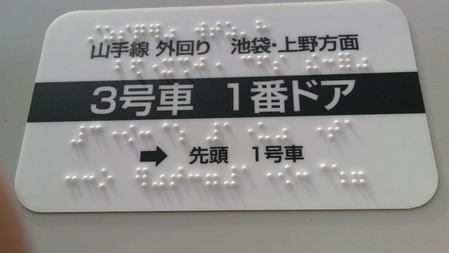 山手線 外回り 池袋・上野方面
3号車 1番ドア
➡ 先頭 1号車